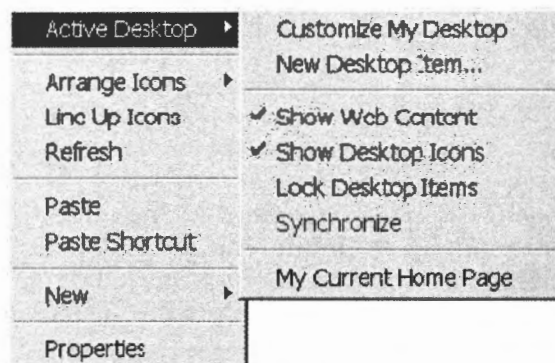 Active Desktop
Arrange Icons
Line Up Icons
Refresh
Paste
Paste Shortcut
New
Properties
Customize My Desktop
New Desktop Item...
Show Web Content
Show Desktop Icons
Lock Desktop Items
Synchronize
My Current Home Page